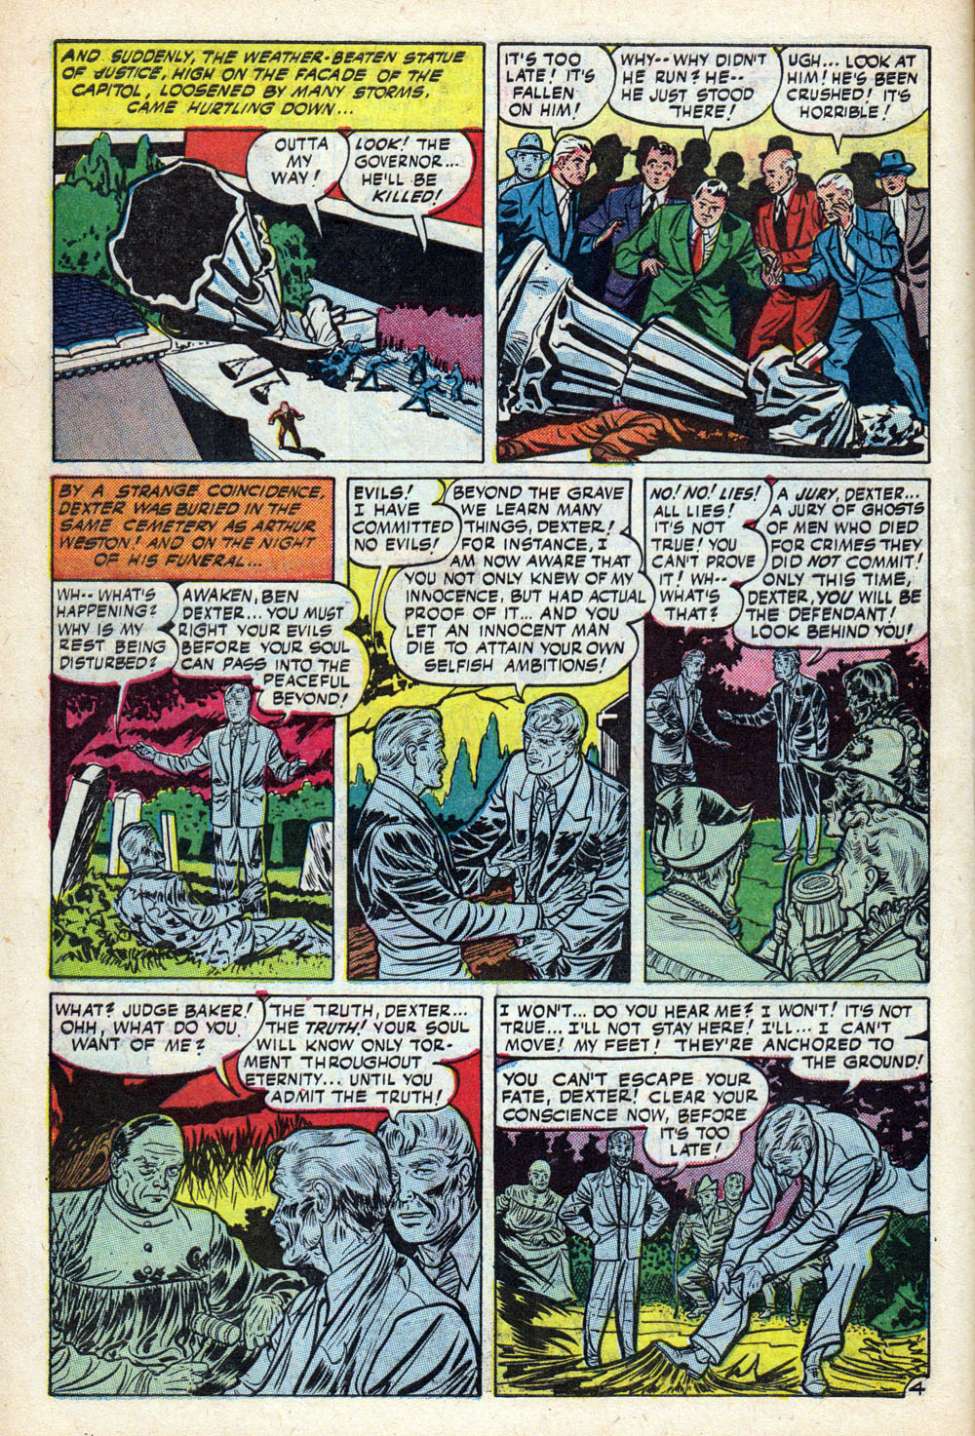 AND SUDDENLY, THE WEATHER-BEATEN STATUE
OF JUSTICE, HIGH ON THE FACADE OF THE
CAPITOL, LOOSENED BY MANY STORMS,
CAME HURTLING DOWN...
OUTTA
MY
WAY!
LOOK! THE
GOVERNOR...
HE'LL BE
KILLED!
IT'S TOO
LATE! IT'S
FALLEN
ON HIM!
WHY-- WHY DIDN'T
HE RUN? HE--
HE JUST STOOD
THERE!
UGH... LOOK AT
HIM! HE'S BEEN
CRUSHED! IT'S
HORRIBLE!
BY A STRANGE COINCIDENCE,
DEXTER WAS BURIED IN THE
SAME CEMETERY AS ARTHUR
WESTON! AND ON THE NIGHT
OF HIS FUNERAL...
WH-- WHAT'S
HAPPENING?
WHY IS MY
REST BEING
DISTURBED?
AWAKEN, BEN
DEXTER... YOU MUST
RIGHT YOUR EVILS
BEFORE YOUR SOUL
CAN PASS INTO THE
PEACEFUL
BEYOND!
EVILS!
I HAVE
COMMITTED
NO EVILS!
BEYOND THE GRAVE
WE LEARN MANY
THINGS, DEXTER!
FOR INSTANCE, I
AM NOW AWARE THAT
YOU NOT ONLY KNEW OF MY
INNOCENCE, BUT HAD ACTUAL
PROOF OF IT... AND YOU
LET AN INNOCENT MAN
DIE TO ATTAIN YOUR OWN
SELFISH AMBITIONS!
NO! NO! LIES!
ALL LIES!
IT'S NOT
TRUE! YOU
CAN'T PROVE
IT! WH--
WHAT'S
THAT?
A JURY, DEXTER...
A JURY OF GHOSTS
OF MEN WHO DIED
FOR CRIMES THEY
DID NOT COMMIT!
ONLY THIS TIME,
DEXTER, YOU WILL BE
THE DEFENDANT!
LOOK BEHIND YOU!
WHAT? JUDGE BAKER!
OHH, WHAT DO YOU
WANT OF ME?
THE TRUTH, DEXTER...
THE TRUTH! YOUR SOUL
WILL KNOW ONLY TOR-
MENT THROUGHOUT
ETERNITY... UNTIL YOU
ADMIT THE TRUTH!
I WON'T... DO YOU HEAR ME? I WON'T! IT'S NOT
TRUE... I'LL NOT STAY HERE! I'LL... I CAN'T
MOVE! MY FEET! THEY'RE ANCHORED TO
THE GROUND!
YOU CAN'T ESCAPE YOUR
FATE, DEXTER! CLEAR YOUR
CONSCIENCE NOW, BEFORE
IT'S TOO
LATE!
4